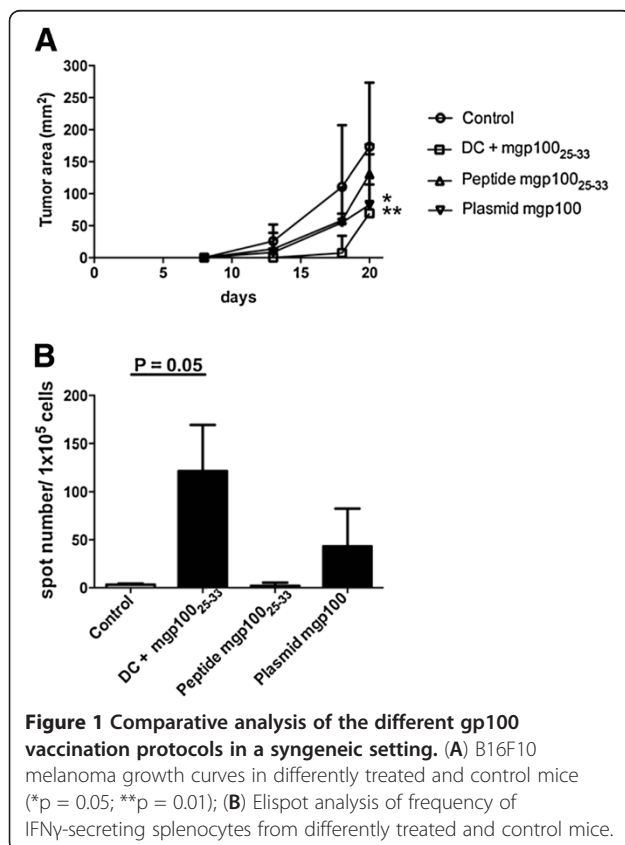 A
Tumor area (mm²)
300
250
200
150
100
50
0
0 5 10 15 20
days
Control
DC + mgp100₂₅₋₃₃
Peptide mgp100₂₅₋₃₃
Plasmid mgp100
*
**
B
P = 0.05
spot number/ 1x10⁵ cells
200
150
100
50
0
Control
DC + mgp100₂₅₋₃₃
Peptide mgp100₂₅₋₃₃
Plasmid mgp100
Figure 1 Comparative analysis of the different gp100
vaccination protocols in a syngeneic setting. (A) B16F10
melanoma growth curves in differently treated and control mice
(*p = 0.05; **p = 0.01); (B) Elispot analysis of frequency of
IFNγ-secreting splenocytes from differently treated and control mice.